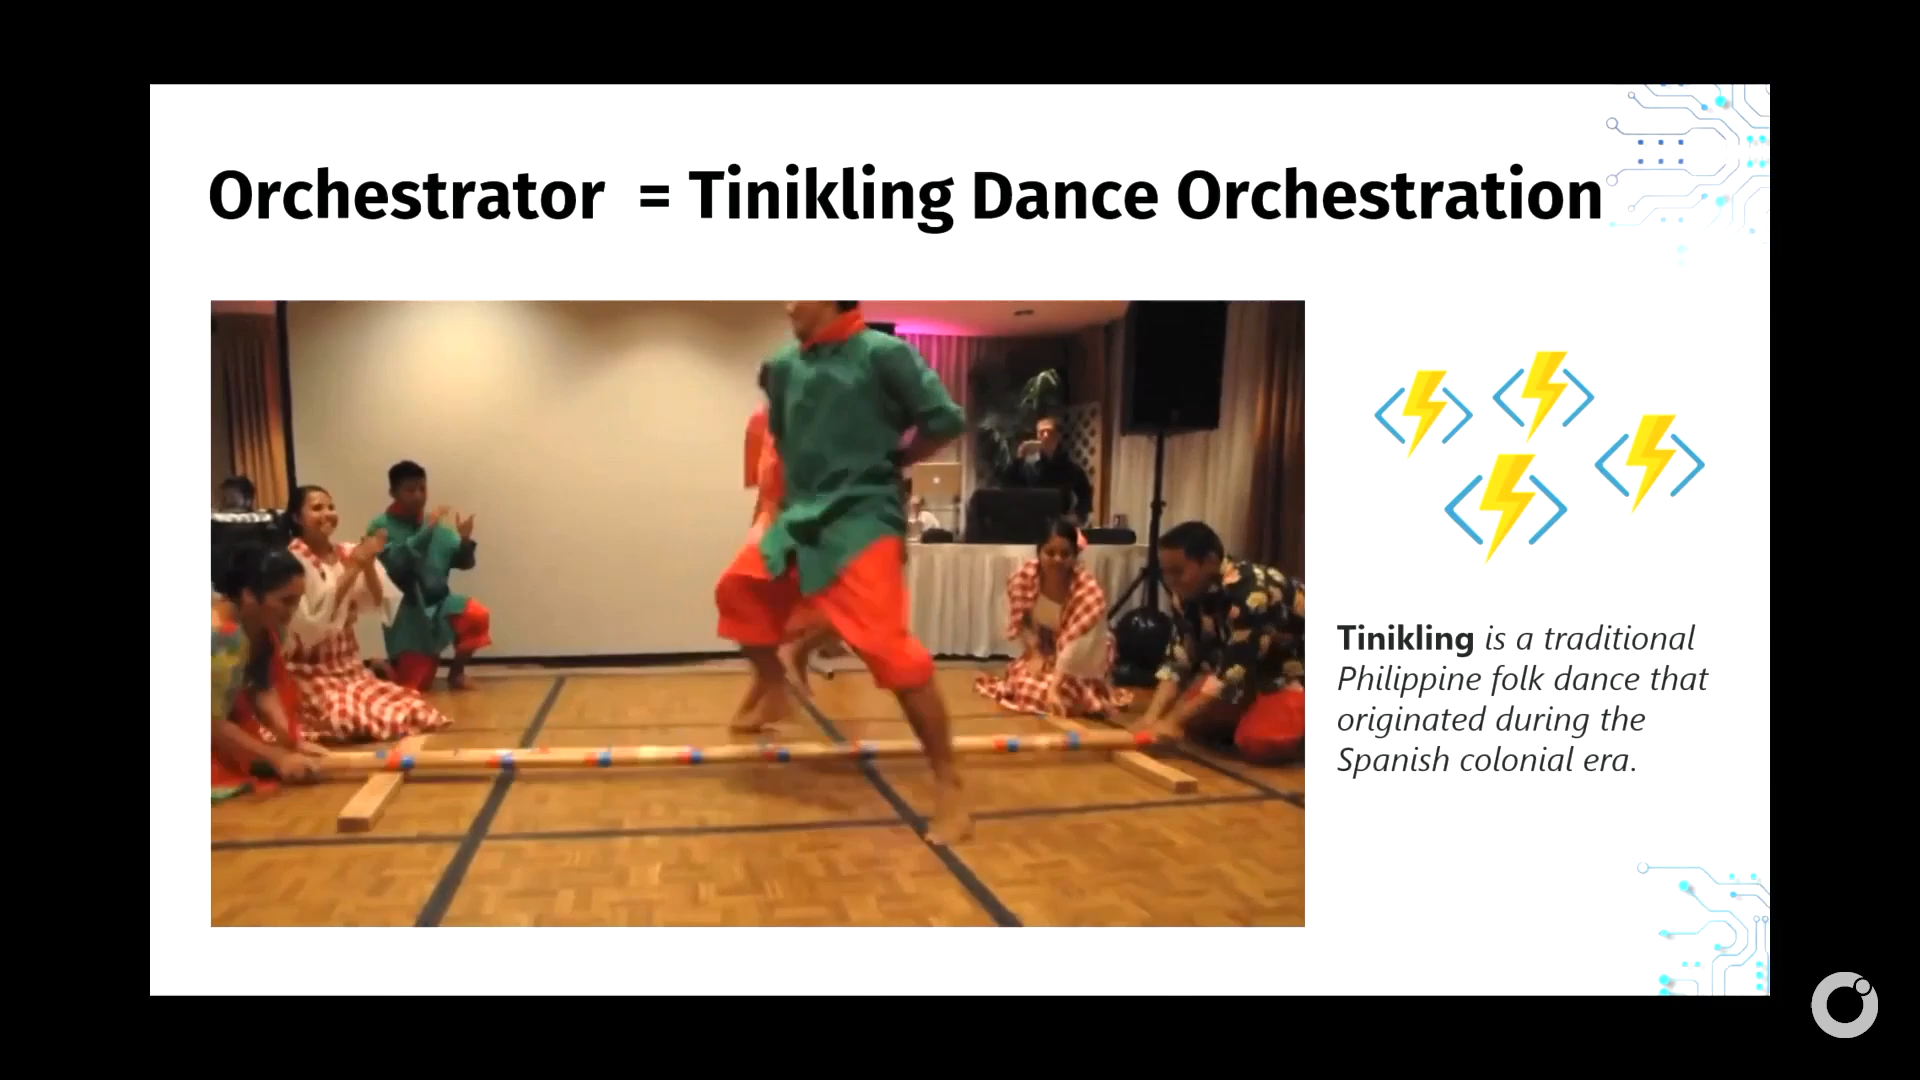 Orchestrator = Tinikling Dance Orchestration
Tinikling is a traditional
Philippine folk dance that
originated during the
Spanish colonial era.